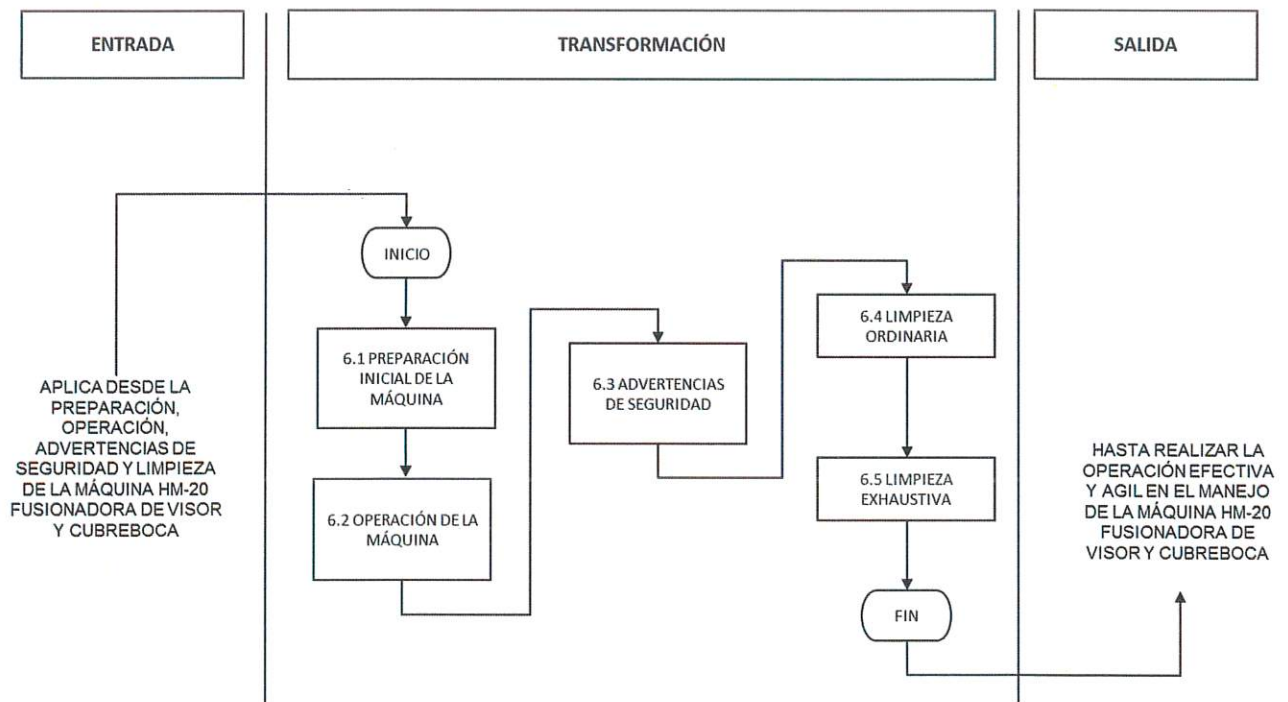 ENTRADA
TRANSFORMACIÓN
SALIDA
APLICA DESDE LA
PREPARACIÓN,
OPERACIÓN,
ADVERTENCIAS DE
SEGURIDAD Y LIMPIEZA
DE LA MÁQUINA HM-20
FUSIONADORA DE VISOR
Y CUBREBOCA
INICIO
6.1 PREPARACIÓN
INICIAL DE LA
MÁQUINA
6.2 OPERACIÓN DE LA
MÁQUINA
6.3 ADVERTENCIAS
DE SEGURIDAD
6.4 LIMPIEZA
ORDINARIA
6.5 LIMPIEZA
EXHAUSTIVA
FIN
HASTA REALIZAR LA
OPERACIÓN EFECTIVA
Y AGIL EN EL MANEJO
DE LA MÁQUINA HM-20
FUSIONADORA DE
VISOR Y CUBREBOCA